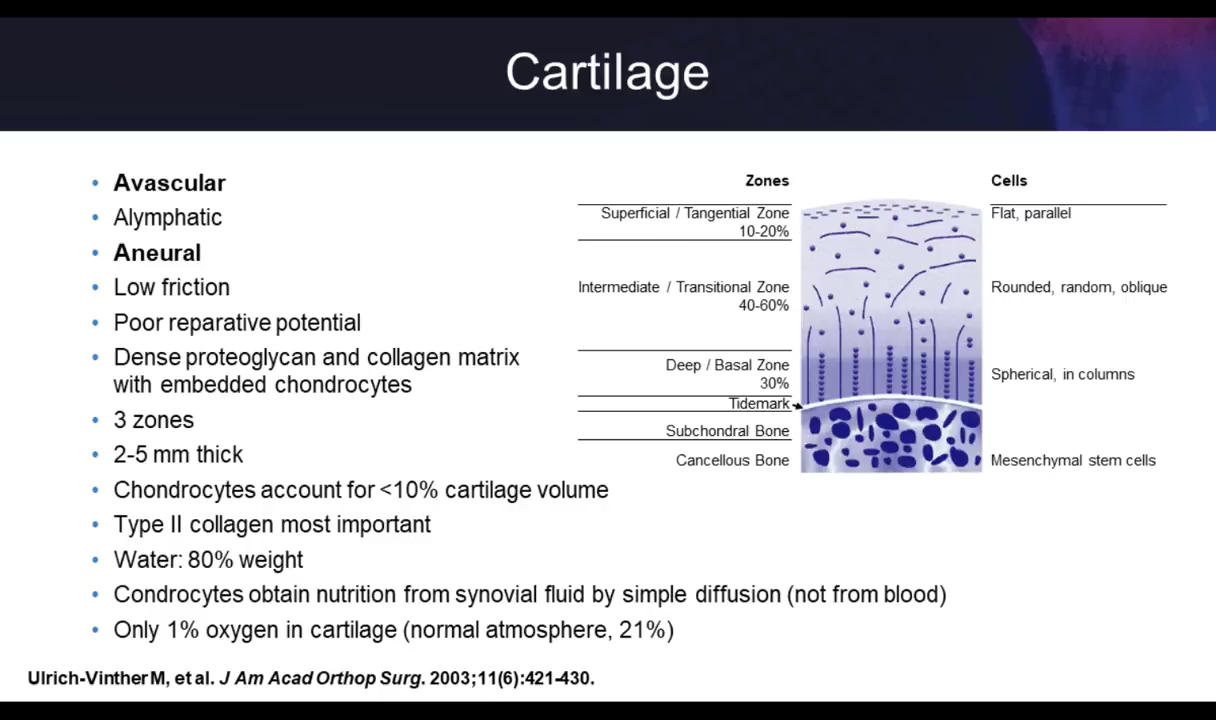 Cartilage
Avascular
Alymphatic
Aneural
Low friction
Poor reparative potential
Dense proteoglycan and collagen matrix
with embedded chondrocytes
3 zones
2-5 mm thick
Chondrocytes account for <10% cartilage volume
Type II collagen most important
Water: 80% weight
Condrocytes obtain nutrition from synovial fluid by simple diffusion (not from blood)
Only 1% oxygen in cartilage (normal atmosphere, 21%)
Zones
Cells
Superficial / Tangential Zone
10-20%
Flat, parallel
Intermediate / Transitional Zone
40-60%
Rounded, random, oblique
Deep / Basal Zone
30%
Spherical, in columns
Tidemark
Subchondral Bone
Cancellous Bone
Mesenchymal stem cells
Ulrich-Vinther M, et al. J Am Acad Orthop Surg. 2003;11(6):421-430.